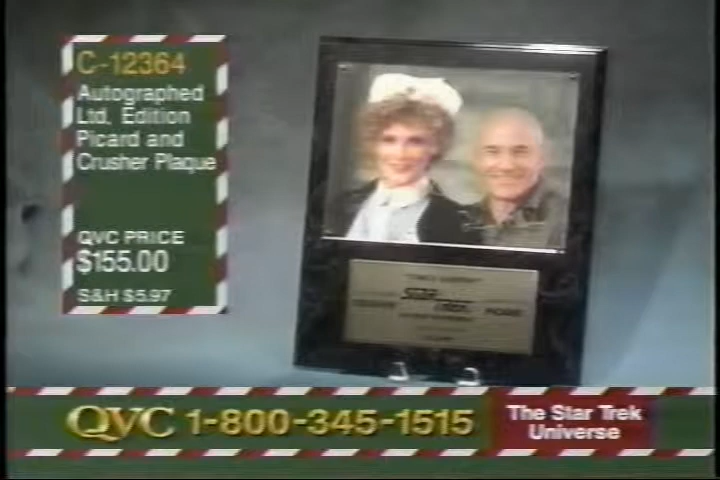 C-12364
Autographed
Ltd. Edition
Picard and
Crusher Plaque
QVC PRICE
$155.00
S&H $5.97
STAR
TREK
QVC 1-800-345-1515
The Star Trek
Universe